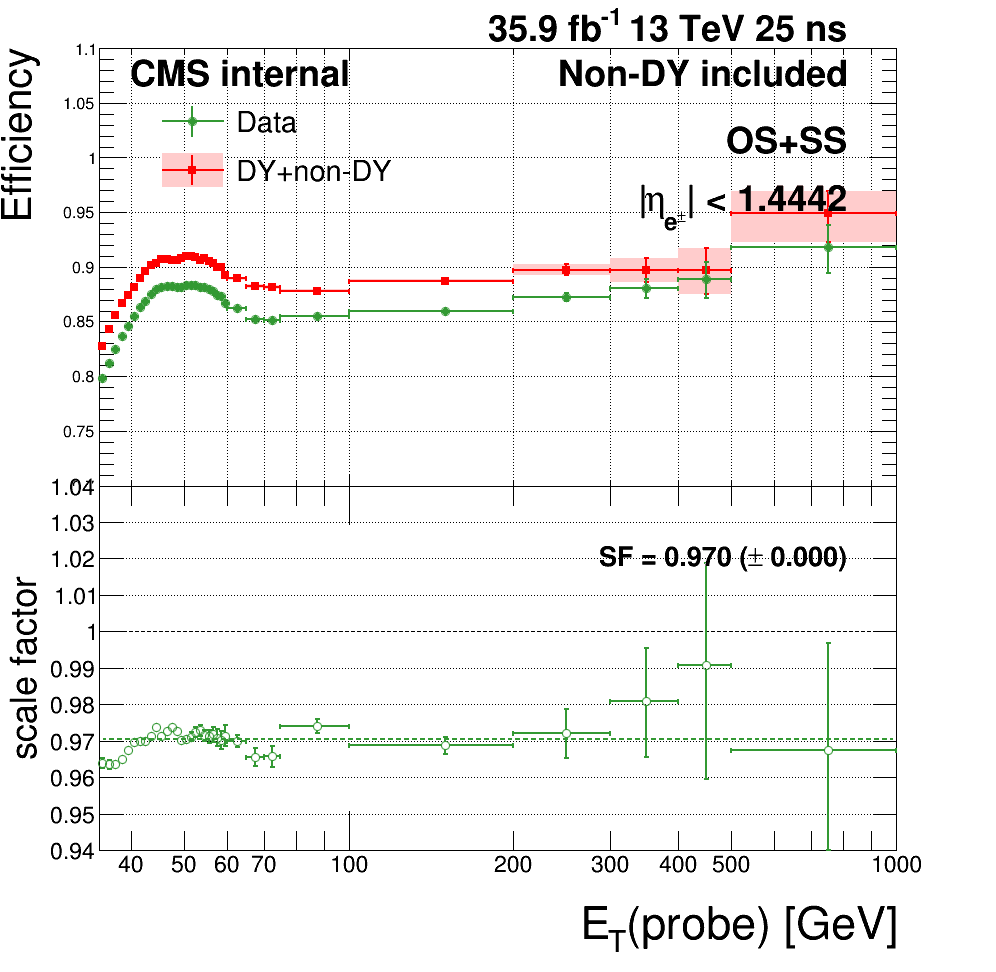 35.9 fb⁻¹ 13 TeV 25 ns
CMS internal
Non-DY included
Data
DY+non-DY
OS+SS
|η_e±| < 1.4442
Efficiency
1.1
1.05
1
0.95
0.9
0.85
0.8
0.75
1.04
1.03
1.02
1.01
1
0.99
0.98
0.97
0.96
0.95
0.94
SF = 0.970 (± 0.000)
scale factor
40 50 60 70 100 200 300 400 500 1000
E_T(probe) [GeV]